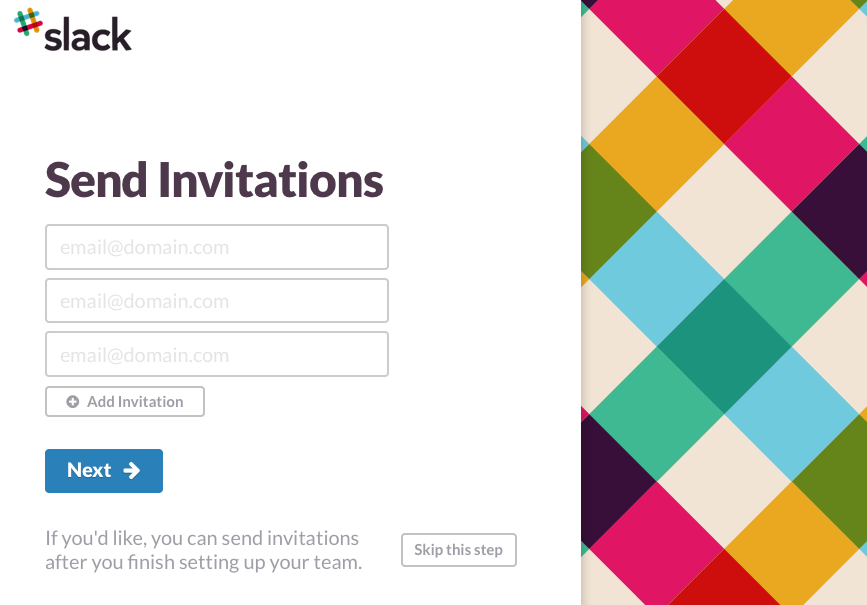 slack
Send Invitations
email@domain.com
email@domain.com
email@domain.com
Add Invitation
Next
If you'd like, you can send invitations
after you finish setting up your team.
Skip this step